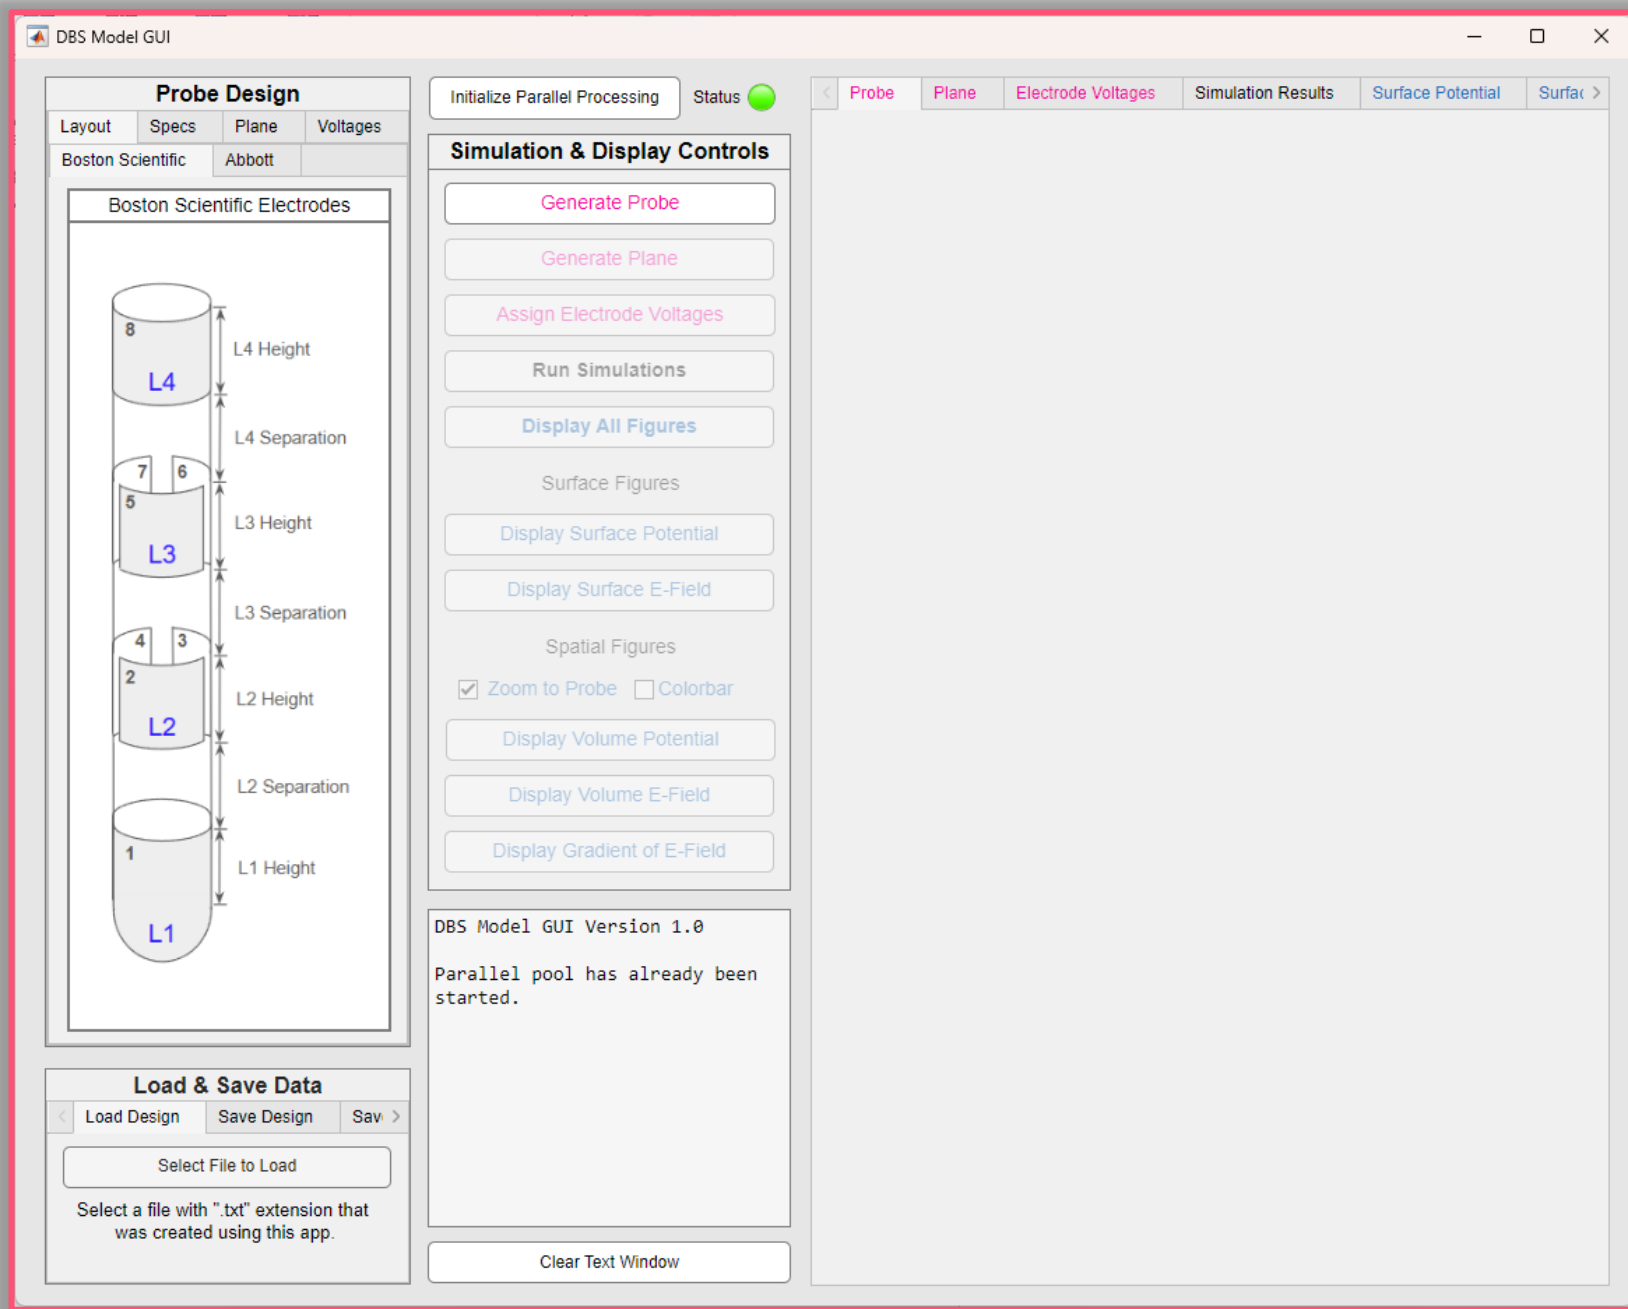 DBS Model GUI
Probe Design
Layout Specs Plane Voltages
Boston Scientific Abbott
Boston Scientific Electrodes
8
L4
L4 Height
L4 Separation
7 6
5
L3
L3 Height
L3 Separation
4 3
2
L2
L2 Height
L2 Separation
1
L1
L1 Height
Load & Save Data
Load Design Save Design
Select File to Load
Select a file with ".txt" extension that
was created using this app.
Initialize Parallel Processing Status
Simulation & Display Controls
Generate Probe
Generate Plane
Assign Electrode Voltages
Run Simulations
Display All Figures
Surface Figures
Display Surface Potential
Display Surface E-Field
Spatial Figures
Zoom to Probe Colorbar
Display Volume Potential
Display Volume E-Field
Display Gradient of E-Field
DBS Model GUI Version 1.0
Parallel pool has already been
started.
Clear Text Window
Probe Plane Electrode Voltages Simulation Results Surface Potential